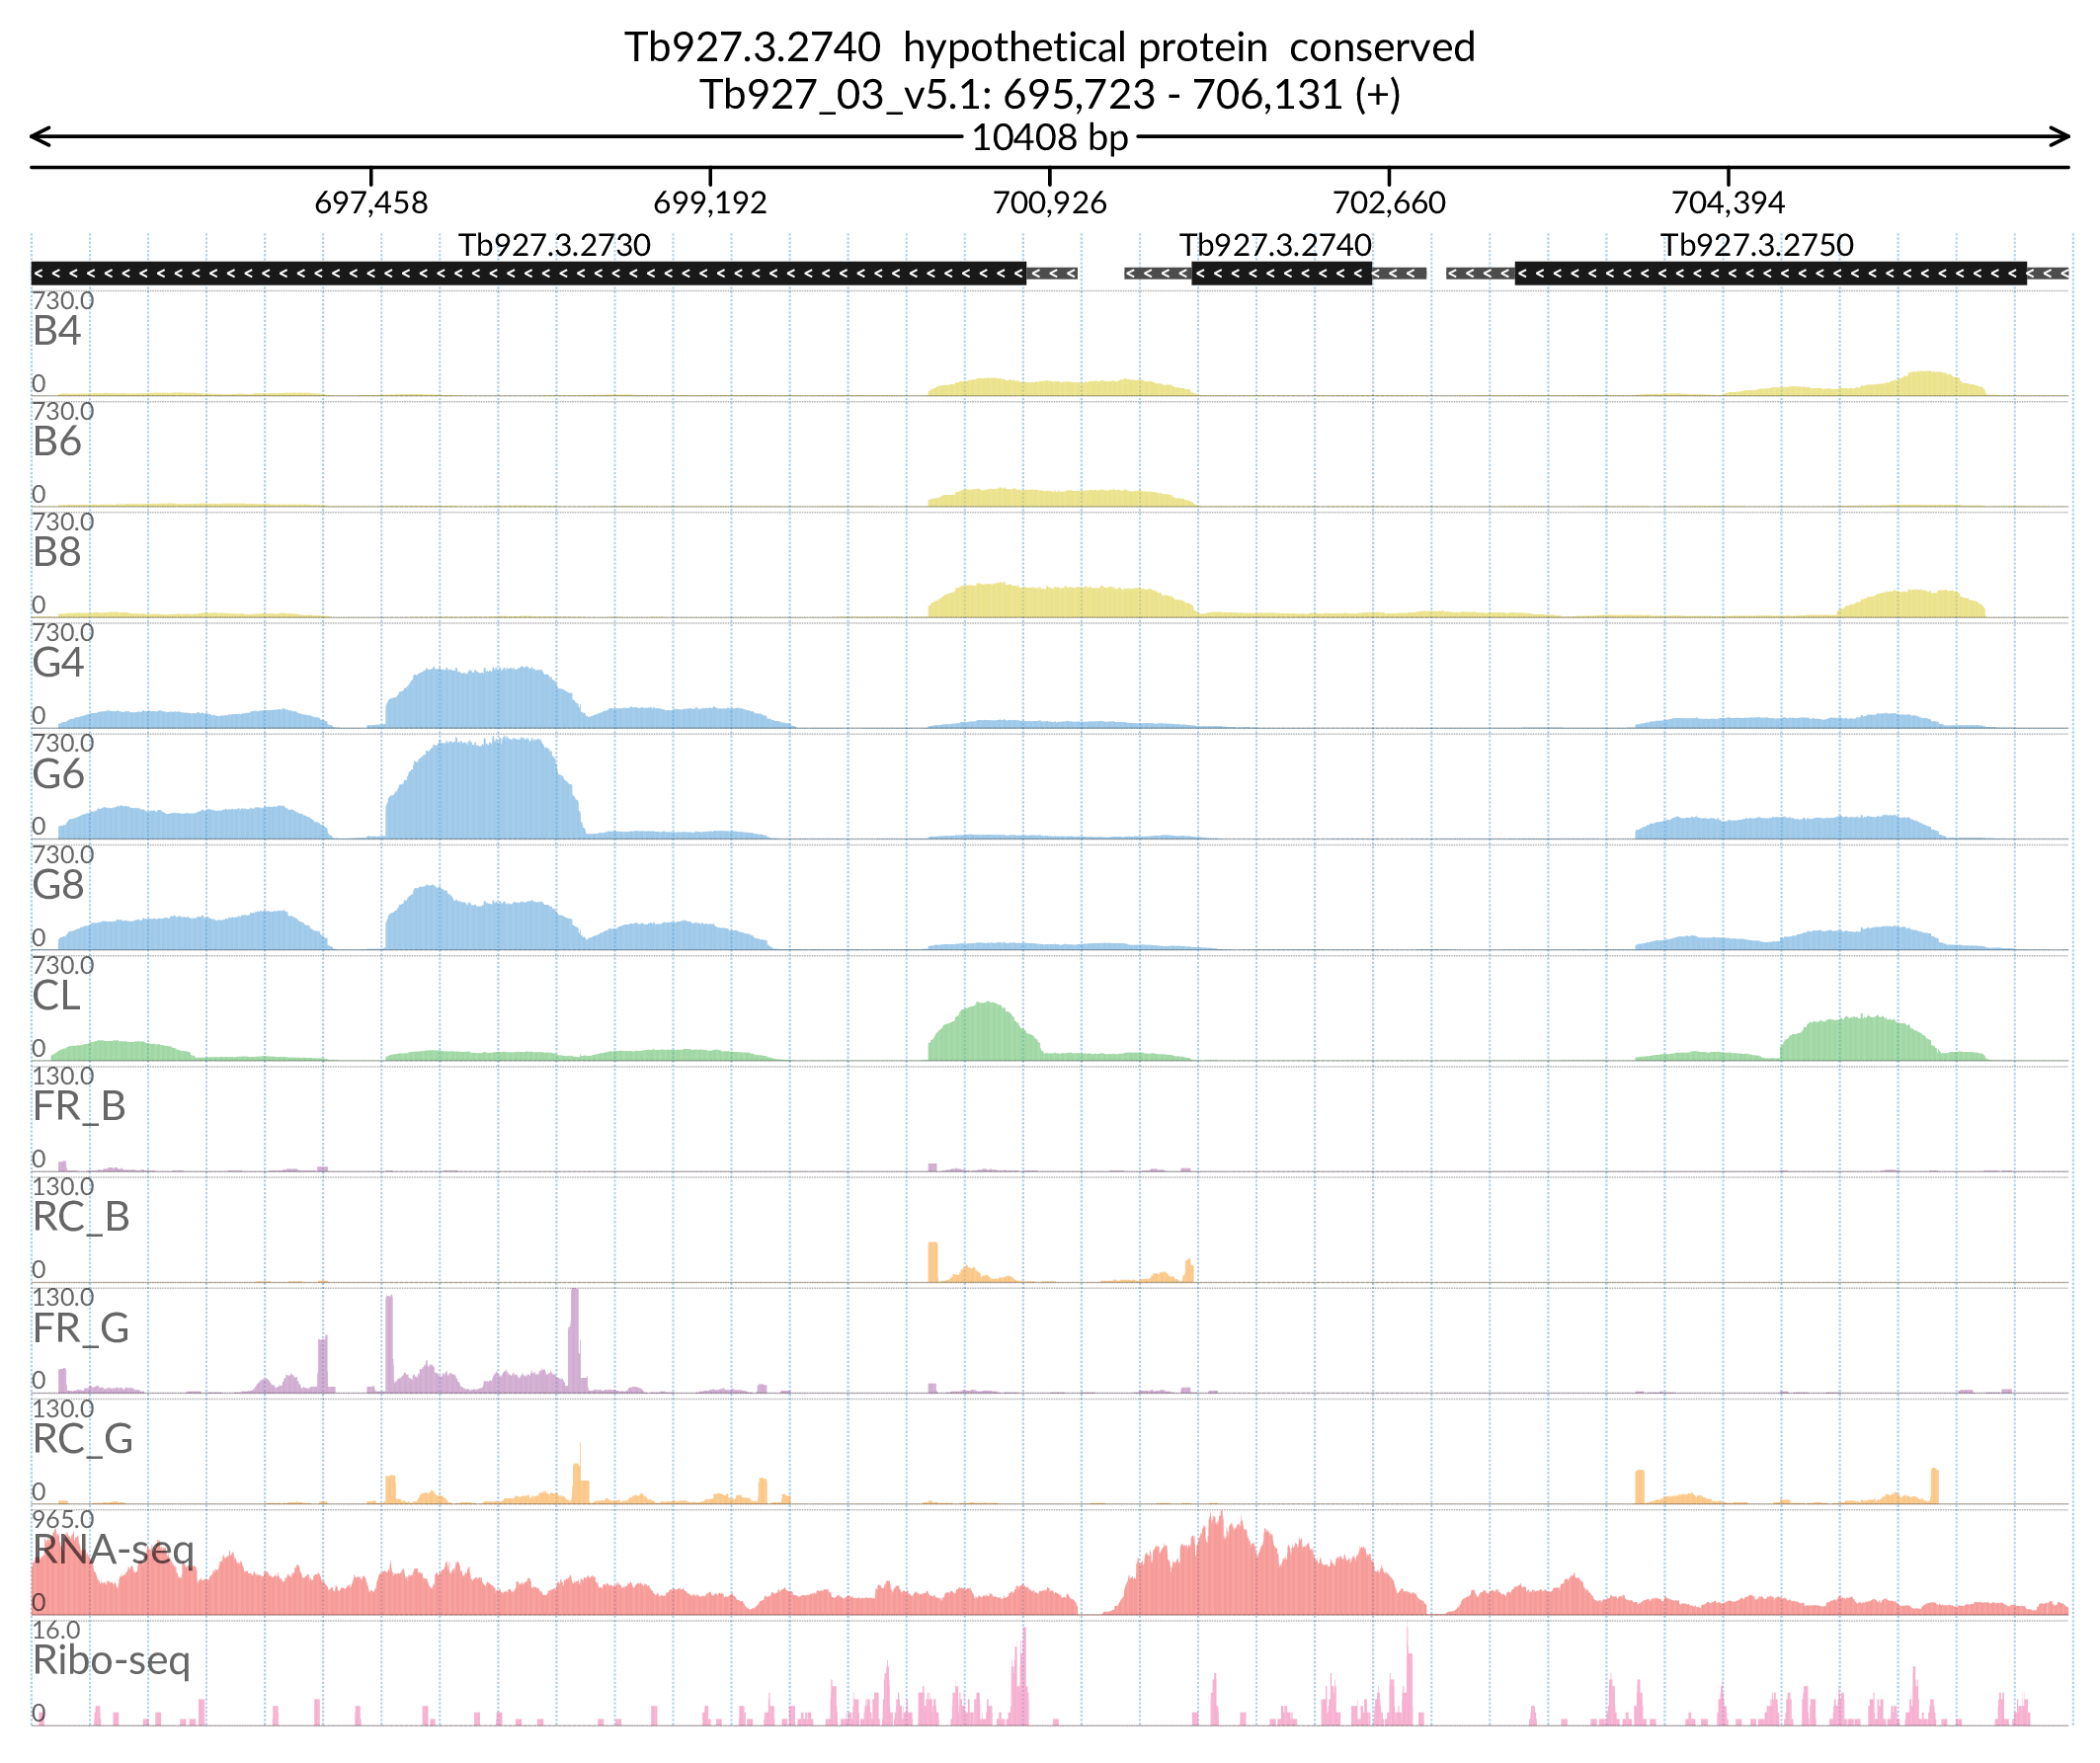 Tb927.3.2740  hypothetical protein  conserved
Tb927_03_v5.1: 695,723 - 706,131 (+)
10408 bp
697,458 699,192 700,926 702,660 704,394
Tb927.3.2730 Tb927.3.2740 Tb927.3.2750
730.0
B4
0
730.0
B6
0
730.0
B8
0
730.0
G4
0
730.0
G6
0
730.0
G8
0
730.0
CL
0
130.0
FR_B
0
130.0
RC_B
0
130.0
FR_G
0
130.0
RC_G
0
965.0
RNA-seq
0
16.0
Ribo-seq
0